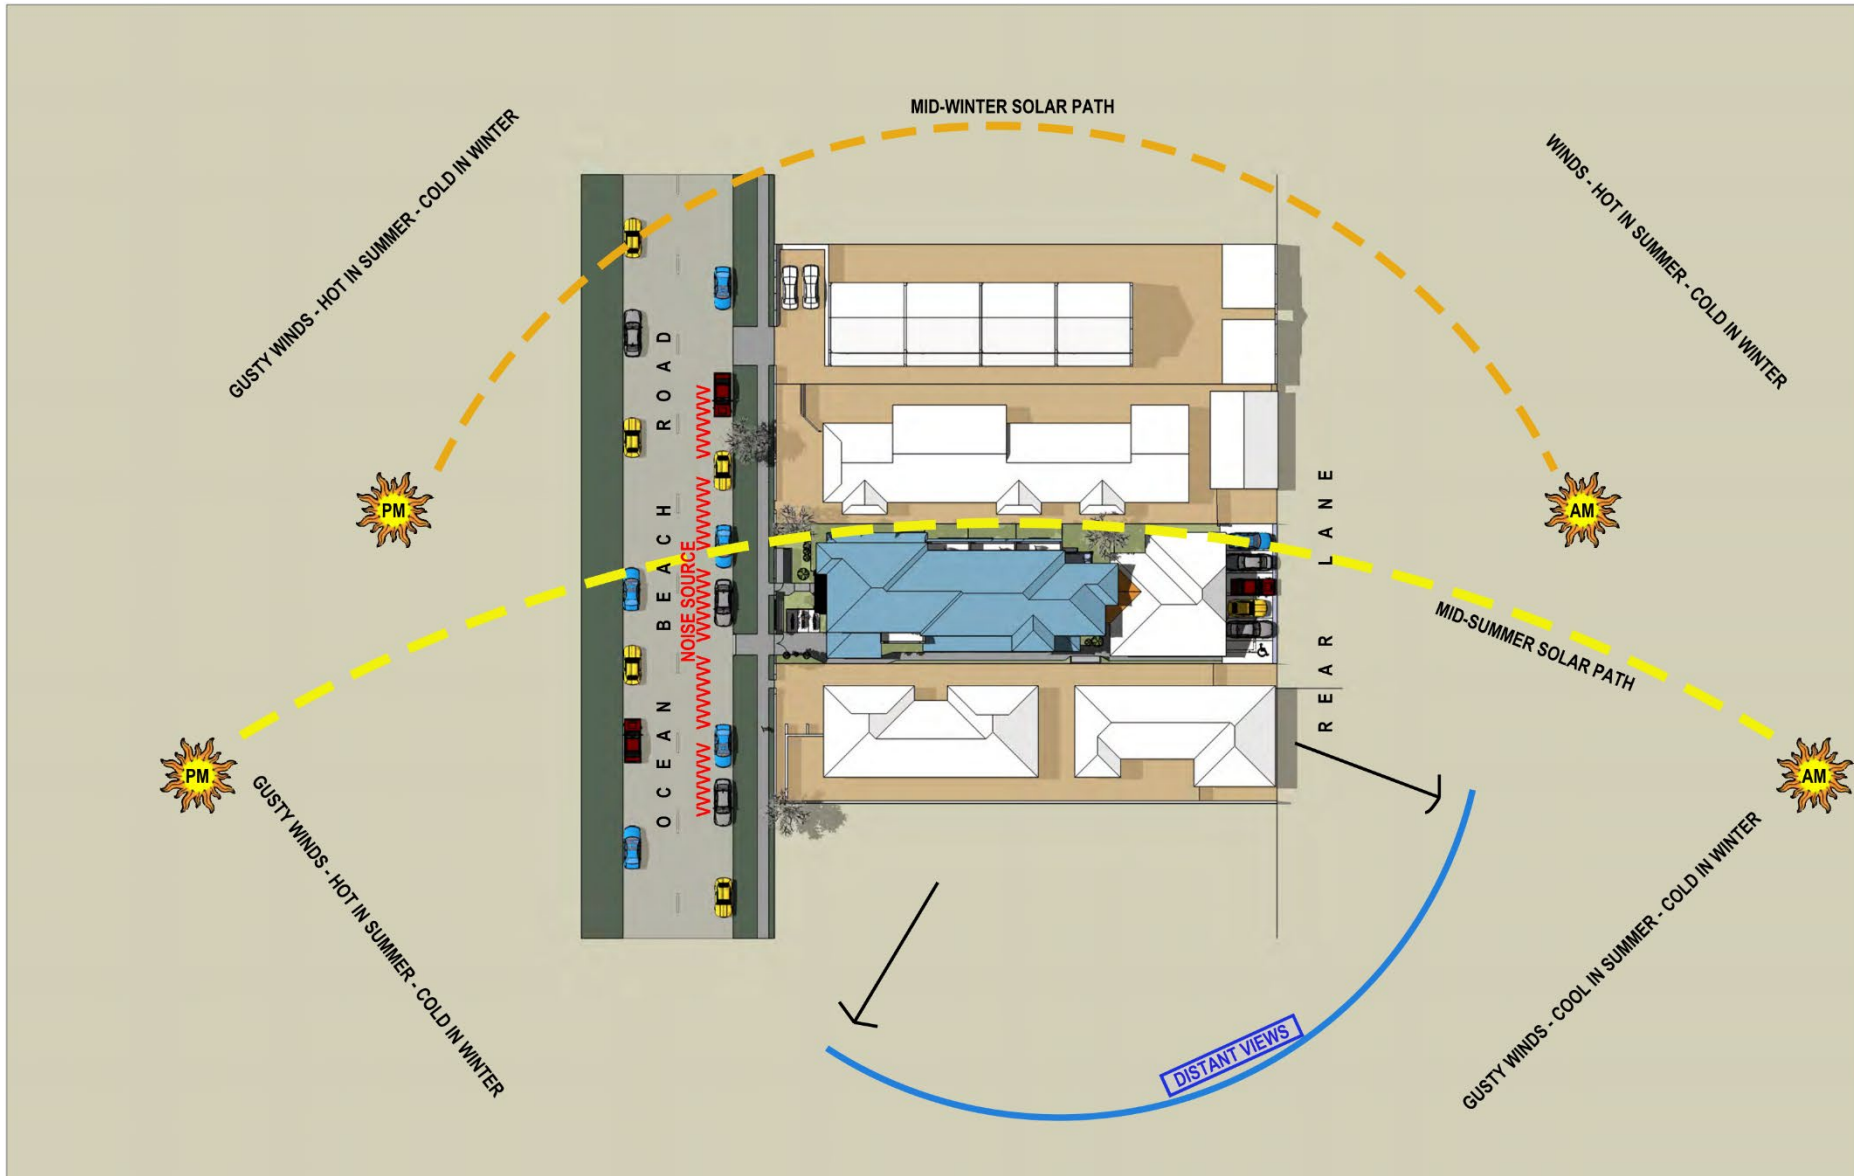 MID-WINTER SOLAR PATH
GUSTY WINDS - HOT IN SUMMER - COLD IN WINTER
WINDS - HOT IN SUMMER - COLD IN WINTER
OCEAN BEACH ROAD
NOISE SOURCE
REAR LANE
PM
AM
MID-SUMMER SOLAR PATH
PM
AM
GUSTY WINDS - HOT IN SUMMER - COLD IN WINTER
GUSTY WINDS - COOL IN SUMMER - COLD IN WINTER
DISTANT VIEWS